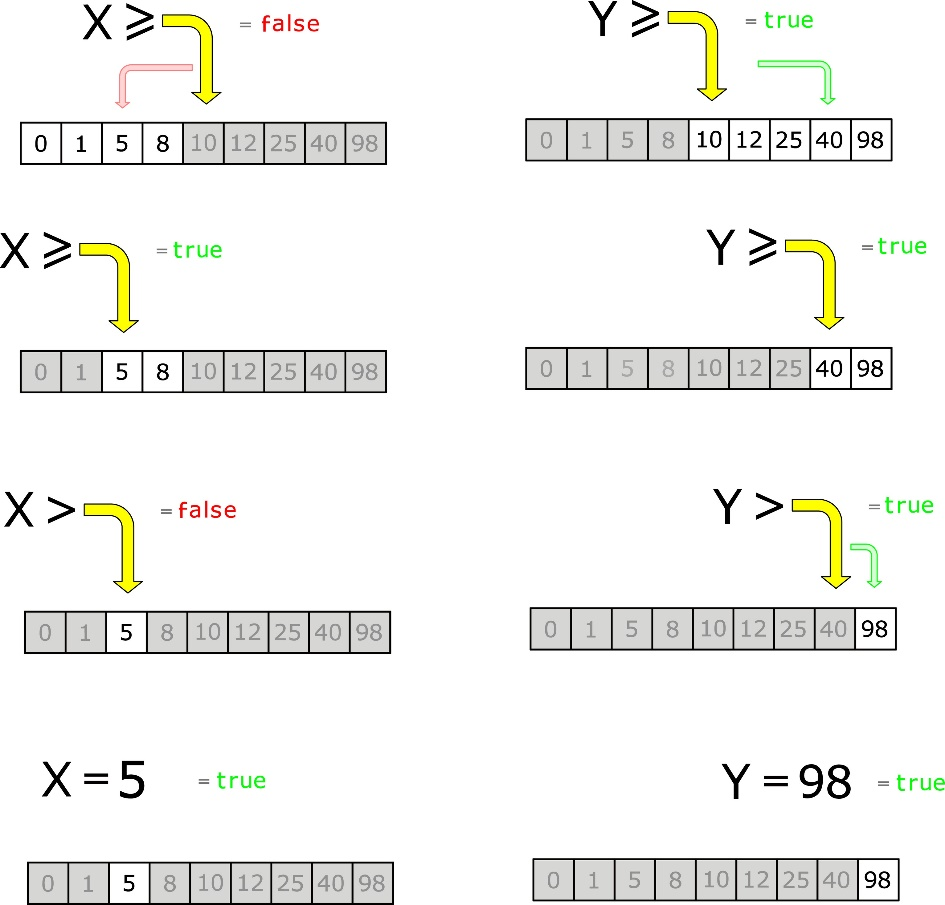 X ⩾ = false
0 1 5 8 10 12 25 40 98
Y ⩾ = true
0 1 5 8 10 12 25 40 98
X ⩾ = true
0 1 5 8 10 12 25 40 98
Y ⩾ = true
0 1 5 8 10 12 25 40 98
X > = false
0 1 5 8 10 12 25 40 98
Y > = true
0 1 5 8 10 12 25 40 98
X = 5 = true
0 1 5 8 10 12 25 40 98
Y = 98 = true
0 1 5 8 10 12 25 40 98